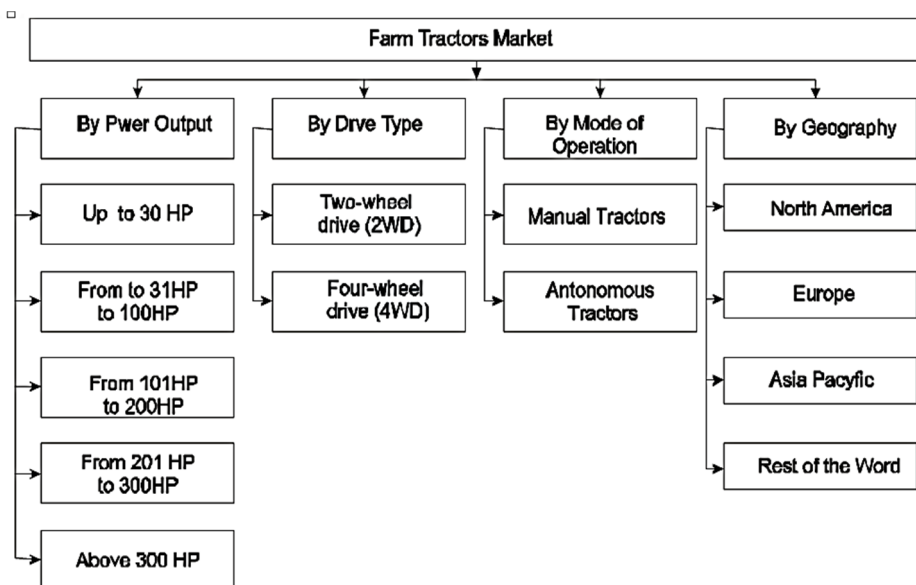 Farm Tractors Market
By Pwer Output
Up to 30 HP
From to 31HP
to 100HP
From 101HP
to 200HP
From 201 HP
to 300HP
Above 300 HP
By Drve Type
Two-wheel
drive (2WD)
Four-wheel
drive (4WD)
By Mode of
Operation
Manual Tractors
Antonomous
Tractors
By Geography
North America
Europe
Asia Pacyfic
Rest of the Word